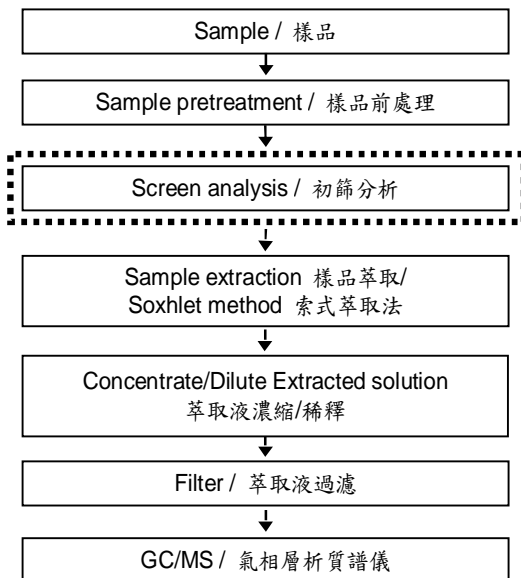 Sample / 樣品
Sample pretreatment / 樣品前處理
Screen analysis / 初篩分析
Sample extraction 樣品萃取/
Soxhlet method 索式萃取法
Concentrate/Dilute Extracted solution
萃取液濃縮/稀釋
Filter / 萃取液過濾
GC/MS / 氣相層析質譜儀